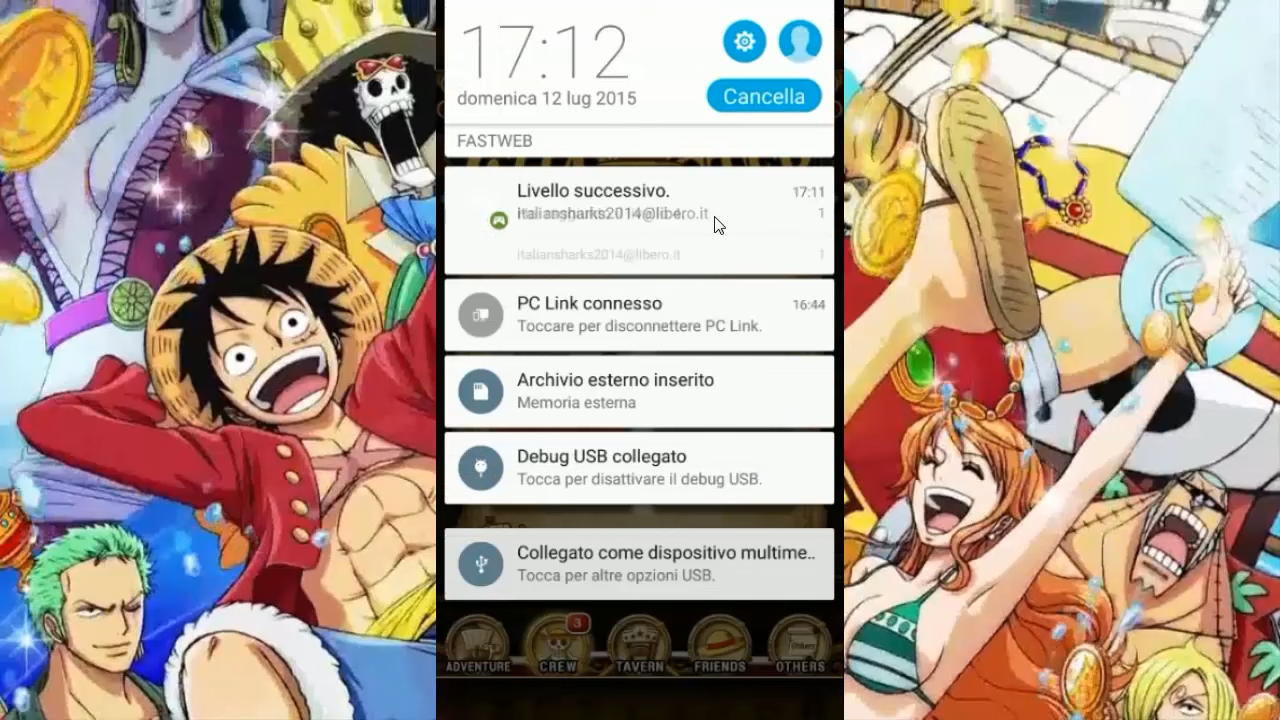 17:12
domenica 12 lug 2015
Cancella
FASTWEB
Livello successivo.
17:11
italiansharks2014@libero.it
1
italiansharks2014@libero.it
1
PC Link connesso
16:44
Toccare per disconnettere PC Link.
Archivio esterno inserito
Memoria esterna
Debug USB collegato
Tocca per disattivare il debug USB.
Collegato come dispositivo multime..
Tocca per altre opzioni USB.
3
ADVENTURE
CREW
TAVERN
FRIENDS
OTHERS